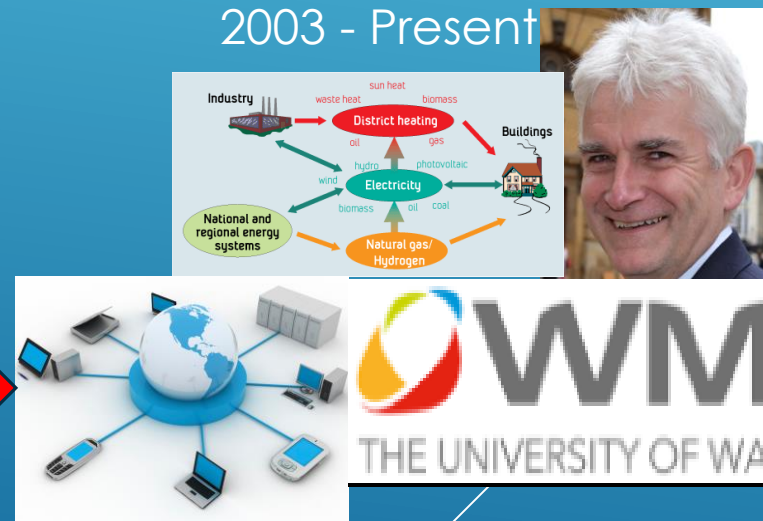 2003 - Present
sun heat
Industry
waste heat
biomass
District heating
oil
gas
Buildings
hydro
photovoltaic
wind
Electricity
biomass
oil
coal
National and
regional energy
systems
Natural gas/
Hydrogen
WM
THE UNIVERSITY OF WA